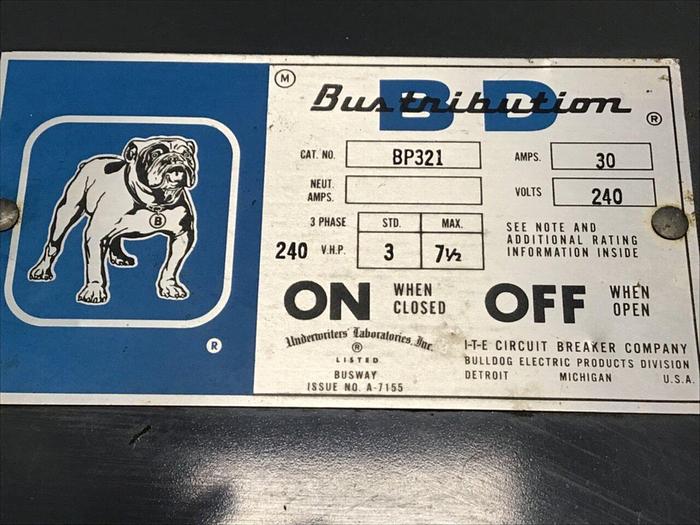 M
BD
Bustribution ®
CAT. NO. BP321 AMPS. 30
NEUT. AMPS. VOLTS 240
3 PHASE STD. MAX.
240 V.H.P. 3 7½
SEE NOTE AND
ADDITIONAL RATING
INFORMATION INSIDE
ON WHEN CLOSED OFF WHEN OPEN
Underwriters' Laboratories, Inc.
®
LISTED
BUSWAY
ISSUE NO. A-7155
I-T-E CIRCUIT BREAKER COMPANY
BULLDOG ELECTRIC PRODUCTS DIVISION
DETROIT MICHIGAN U.S.A.
B
®